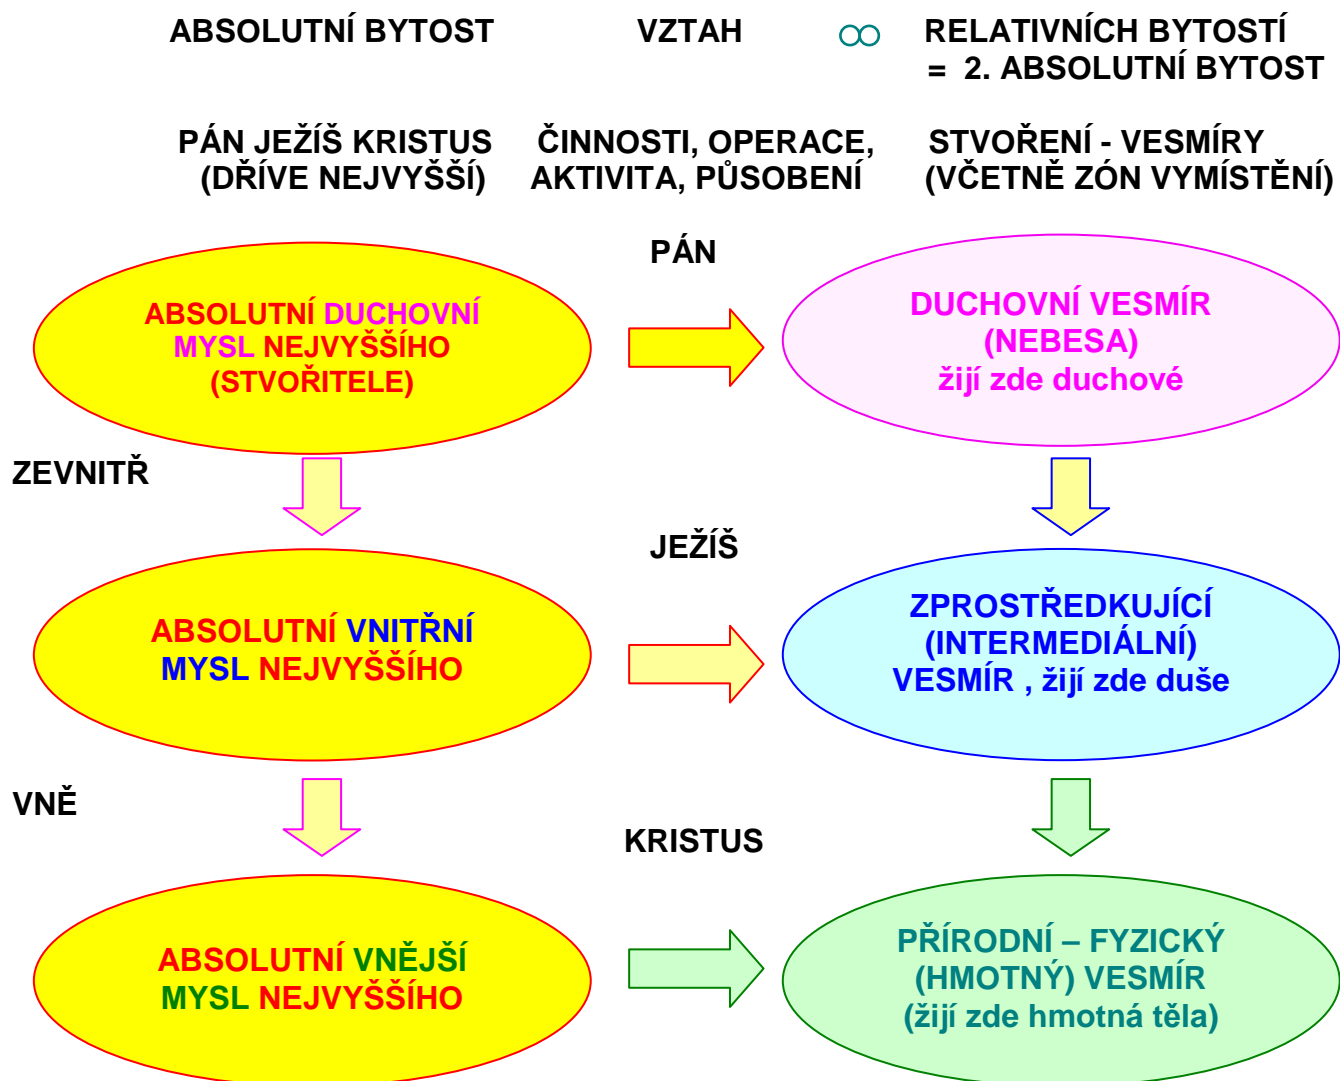 ABSOLUTNÍ BYTOST VZTAH ∞ RELATIVNÍCH BYTOSTÍ
= 2. ABSOLUTNÍ BYTOST
PÁN JEŽÍŠ KRISTUS ČINNOSTI, OPERACE, STVOŘENÍ - VESMÍRY
(DŘÍVE NEJVYŠŠÍ) AKTIVITA, PŮSOBENÍ (VČETNĚ ZÓN VYMÍSTĚNÍ)
PÁN
ABSOLUTNÍ DUCHOVNÍ
MYSL NEJVYŠŠÍHO
(STVOŘITELE)
DUCHOVNÍ VESMÍR
(NEBESA)
žijí zde duchové
ZEVNITŘ
JEŽÍŠ
ABSOLUTNÍ VNITŘNÍ
MYSL NEJVYŠŠÍHO
ZPROSTŘEDKUJÍCÍ
(INTERMEDIÁLNÍ)
VESMÍR , žijí zde duše
VNĚ
KRISTUS
ABSOLUTNÍ VNĚJŠÍ
MYSL NEJVYŠŠÍHO
PŘÍRODNÍ – FYZICKÝ
(HMOTNÝ) VESMÍR
(žijí zde hmotná těla)